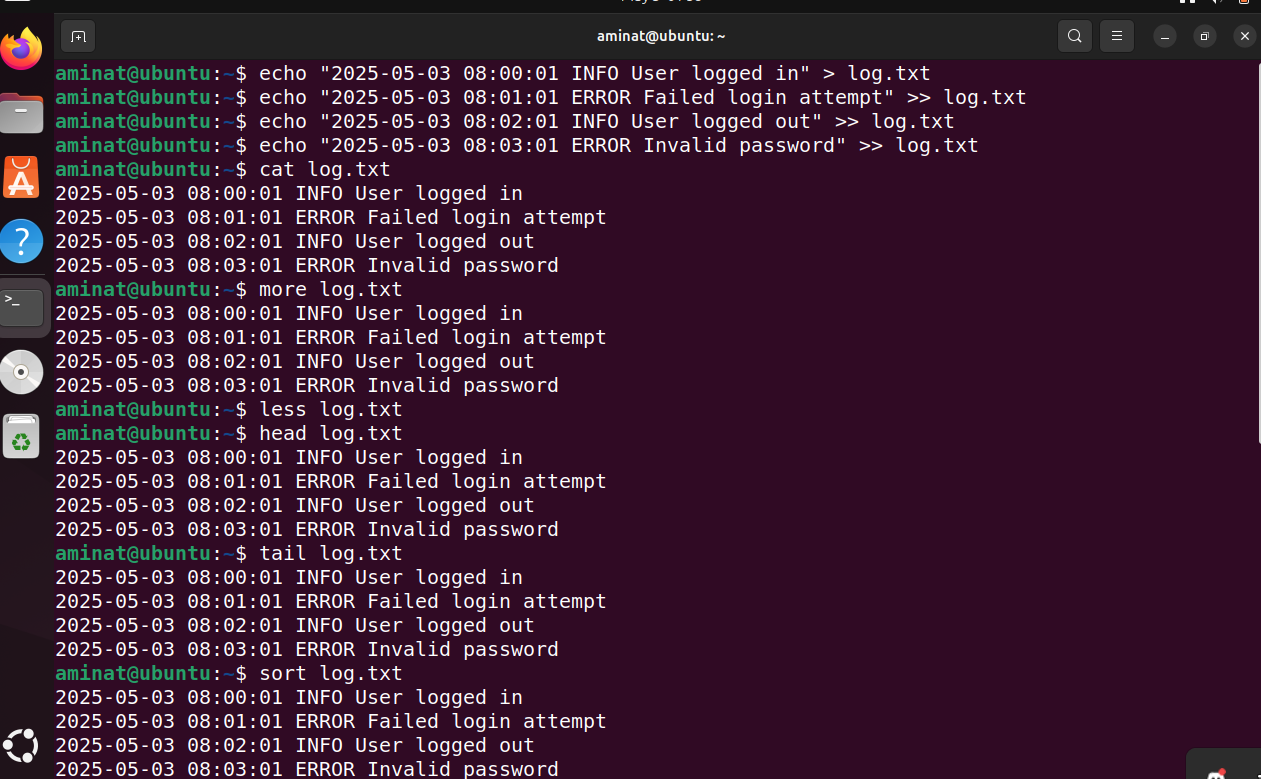 aminat@ubuntu: ~
aminat@ubuntu:~$ echo "2025-05-03 08:00:01 INFO User logged in" > log.txt
aminat@ubuntu:~$ echo "2025-05-03 08:01:01 ERROR Failed login attempt" >> log.txt
aminat@ubuntu:~$ echo "2025-05-03 08:02:01 INFO User logged out" >> log.txt
aminat@ubuntu:~$ echo "2025-05-03 08:03:01 ERROR Invalid password" >> log.txt
aminat@ubuntu:~$ cat log.txt
2025-05-03 08:00:01 INFO User logged in
2025-05-03 08:01:01 ERROR Failed login attempt
2025-05-03 08:02:01 INFO User logged out
2025-05-03 08:03:01 ERROR Invalid password
aminat@ubuntu:~$ more log.txt
2025-05-03 08:00:01 INFO User logged in
2025-05-03 08:01:01 ERROR Failed login attempt
2025-05-03 08:02:01 INFO User logged out
2025-05-03 08:03:01 ERROR Invalid password
aminat@ubuntu:~$ less log.txt
aminat@ubuntu:~$ head log.txt
2025-05-03 08:00:01 INFO User logged in
2025-05-03 08:01:01 ERROR Failed login attempt
2025-05-03 08:02:01 INFO User logged out
2025-05-03 08:03:01 ERROR Invalid password
aminat@ubuntu:~$ tail log.txt
2025-05-03 08:00:01 INFO User logged in
2025-05-03 08:01:01 ERROR Failed login attempt
2025-05-03 08:02:01 INFO User logged out
2025-05-03 08:03:01 ERROR Invalid password
aminat@ubuntu:~$ sort log.txt
2025-05-03 08:00:01 INFO User logged in
2025-05-03 08:01:01 ERROR Failed login attempt
2025-05-03 08:02:01 INFO User logged out
2025-05-03 08:03:01 ERROR Invalid password